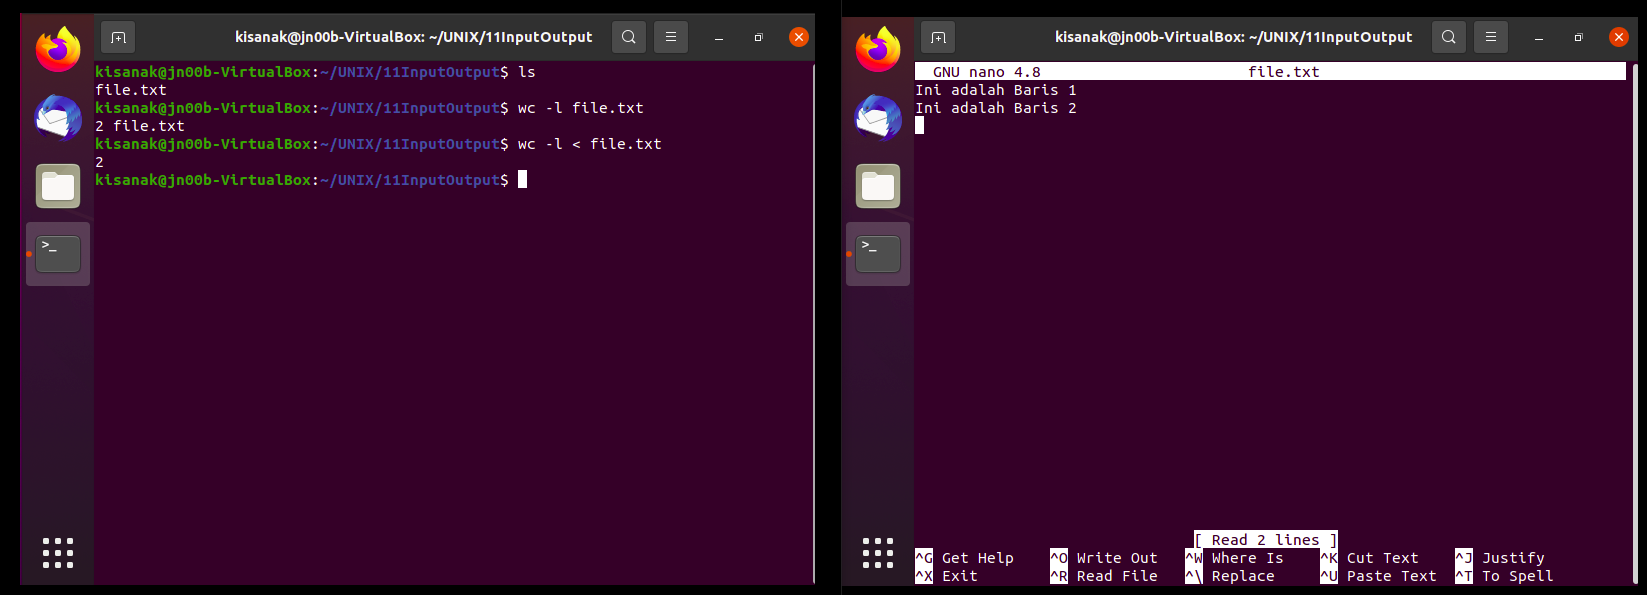 kisanak@jn00b-VirtualBox: ~/UNIX/11InputOutput
kisanak@jn00b-VirtualBox:~/UNIX/11InputOutput$ ls
file.txt
kisanak@jn00b-VirtualBox:~/UNIX/11InputOutput$ wc -l file.txt
2 file.txt
kisanak@jn00b-VirtualBox:~/UNIX/11InputOutput$ wc -l < file.txt
2
kisanak@jn00b-VirtualBox:~/UNIX/11InputOutput$
>_
kisanak@jn00b-VirtualBox: ~/UNIX/11InputOutput
GNU nano 4.8 file.txt
Ini adalah Baris 1
Ini adalah Baris 2
>_
[ Read 2 lines ]
^G Get Help ^O Write Out ^W Where Is ^K Cut Text ^J Justify
^X Exit ^R Read File ^\ Replace ^U Paste Text ^T To Spell